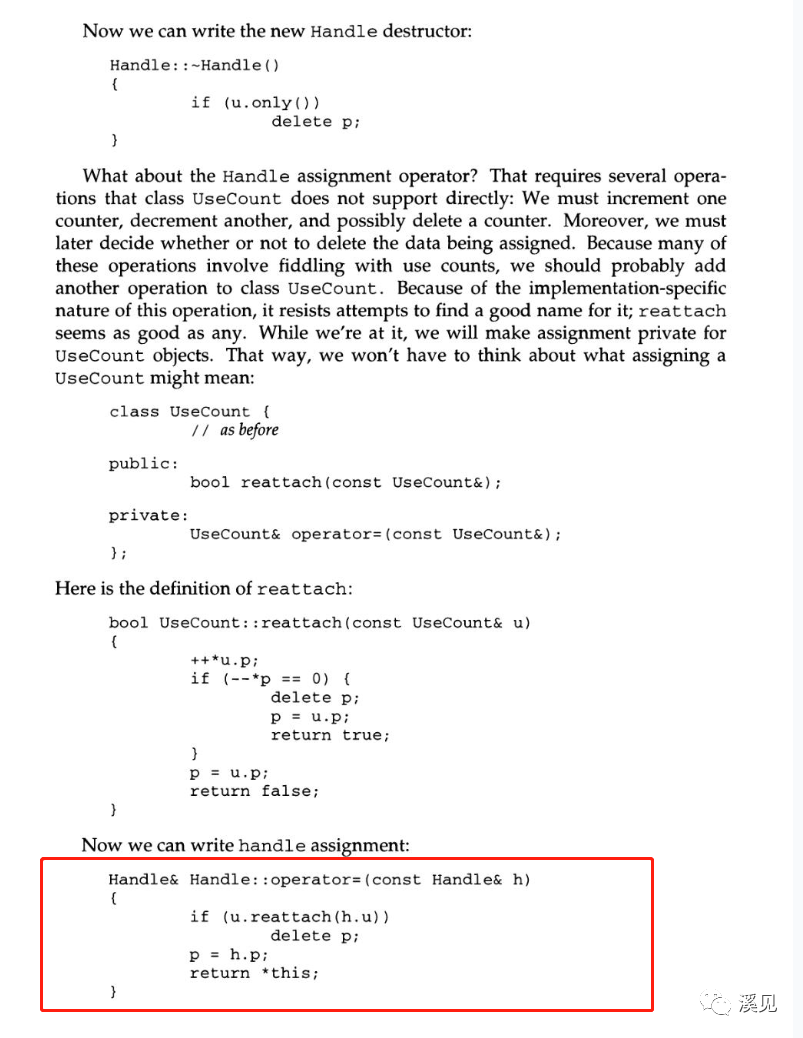 Now we can write the new Handle destructor:
Handle::~Handle()
{
if (u.only())
delete p;
}
What about the Handle assignment operator? That requires several opera-
tions that class UseCount does not support directly: We must increment one
counter, decrement another, and possibly delete a counter. Moreover, we must
later decide whether or not to delete the data being assigned. Because many of
these operations involve fiddling with use counts, we should probably add
another operation to class UseCount. Because of the implementation-specific
nature of this operation, it resists attempts to find a good name for it; reattach
seems as good as any. While we're at it, we will make assignment private for
UseCount objects. That way, we won't have to think about what assigning a
UseCount might mean:
class UseCount {
// as before
public:
bool reattach(const UseCount&);
private:
UseCount& operator=(const UseCount&);
};
Here is the definition of reattach:
bool UseCount::reattach(const UseCount& u)
{
++*u.p;
if (--*p == 0) {
delete p;
p = u.p;
return true;
}
p = u.p;
return false;
}
Now we can write handle assignment:
Handle& Handle::operator=(const Handle& h)
{
if (u.reattach(h.u))
delete p;
p = h.p;
return *this;
}
溪见